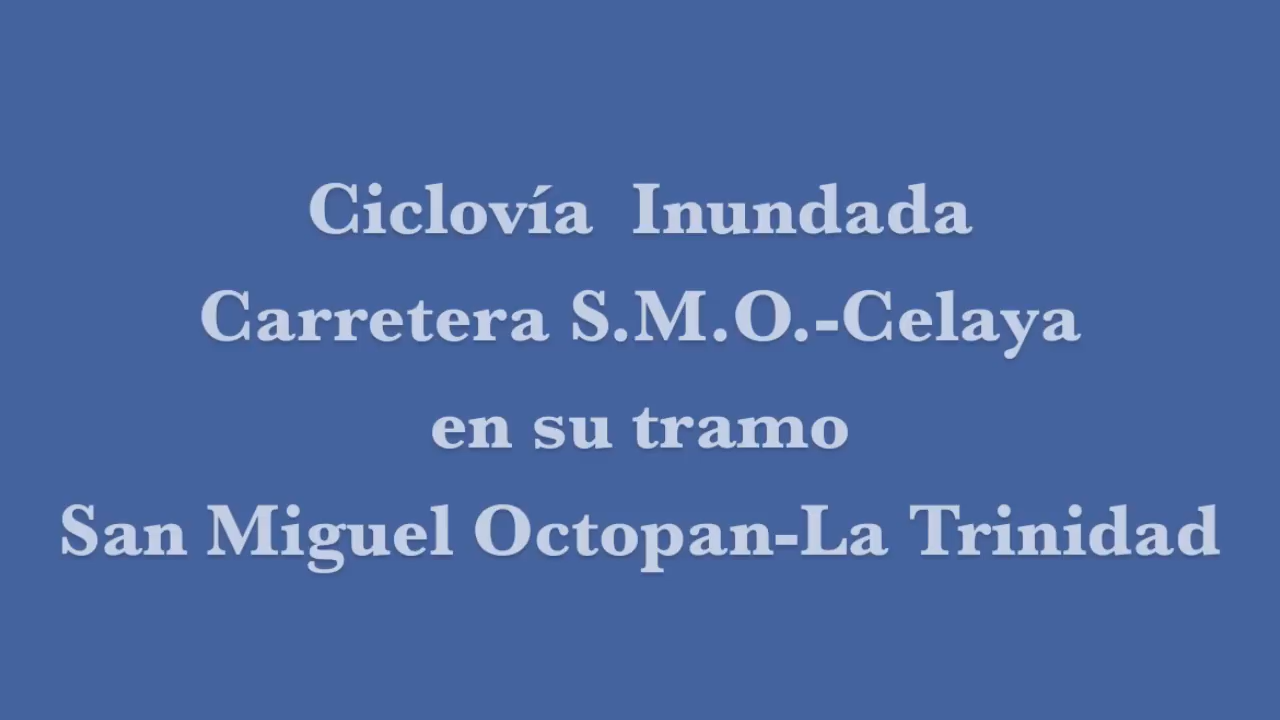 Ciclovía  Inundada
Carretera S.M.O.-Celaya
en su tramo
San Miguel Octopan-La Trinidad